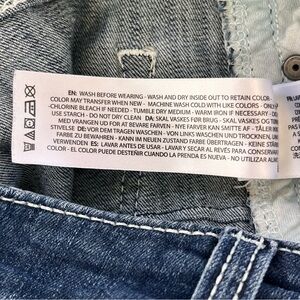 EN: WASH BEFORE WEARING - WASH AND DRY INSIDE OUT TO RETAIN COLOR -
COLOR MAY TRANSFER WHEN NEW - MACHINE WASH COLD WITH LIKE COLORS - ONLY
CHLORINE BLEACH IF NEEDED - TUMBLE DRY MEDIUM - WARM IRON IF NECESSARY - DO
USE STARCH - DO NOT DRY CLEAN DA: SKAL VASKES FØR BRUG - SKAL VASKES OG
MED VRANGEN UD FOR AT BEVARE FARVEN - NYE FARVER KAN SMITTE AF - TÅLER
STIVELSE DE: VOR DEM TRAGEN WASCHEN - VON LINKS WASCHEN UND TROCKNEN, UM
FARBE ZU BEWAHREN - KANN IM NEUEN ZUSTAND FARBE ÜBERTRAGEN - KEINE
VERWENDEN ES: LAVAR ANTES DE USAR - LAVAR Y SECAR AL REVÉS PARA CONSERVAR
COLOR - EL COLOR PUEDE DESTEÑIR CUANDO LA PRENDA ES NUEVA - NO UTILIZAR